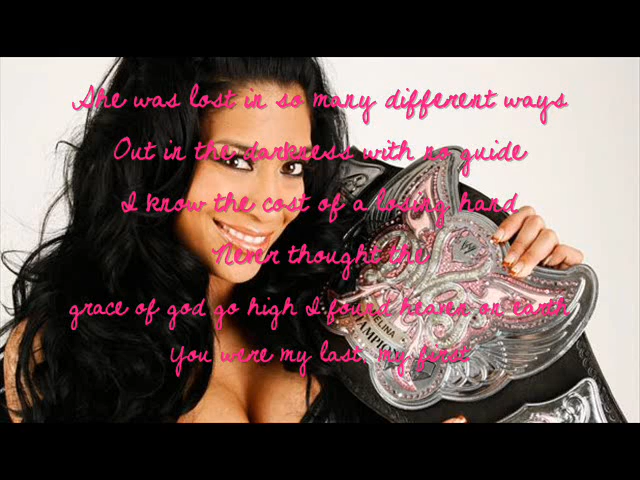 She was lost in so many different ways
Out in the darkness with no guide
I know the cost of a losing hand
Never thought the
grace of god go high I found heaven on earth
You were my last, my first
MELINA
CHAMPION